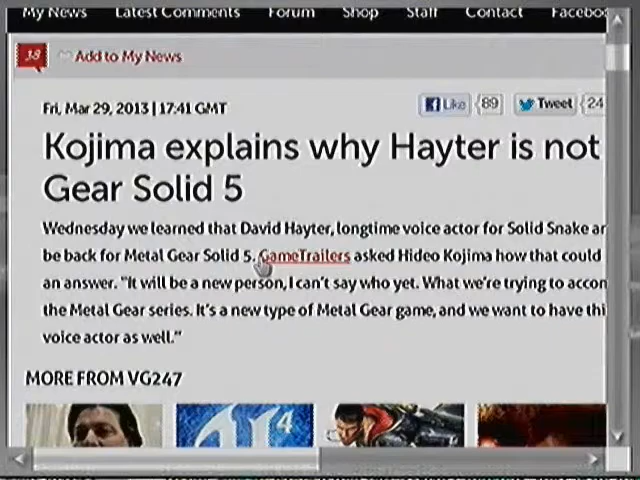 My News Latest Comments Forum Shop Staff Contact
38 Add to My News
Fri, Mar 29, 2013 | 17:41 GMT
Like 89 Tweet 24
Kojima explains why Hayter is not
Gear Solid 5
Wednesday we learned that David Hayter, longtime voice actor for Solid Snake
be back for Metal Gear Solid 5. GameTrailers asked Hideo Kojima how that could
an answer. "It will be a new person, I can't say who yet. What we're trying to
the Metal Gear series. It's a new type of Metal Gear game, and we want to have
voice actor as well."
MORE FROM VG247
4